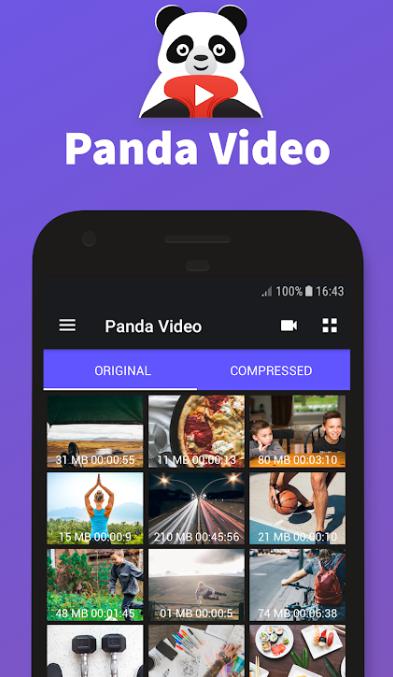 Panda Video
100% 16:43
Panda Video
ORIGINAL COMPRESSED
31 MB 00:00:55 11 MB 00:00:13 80 MB 00:03:10
15 MB 00:00:9 210 MB 00:45:56 21 MB 00:00:10
48 MB 00:01:45 01 MB 00:00:5 74 MB 00:05:38